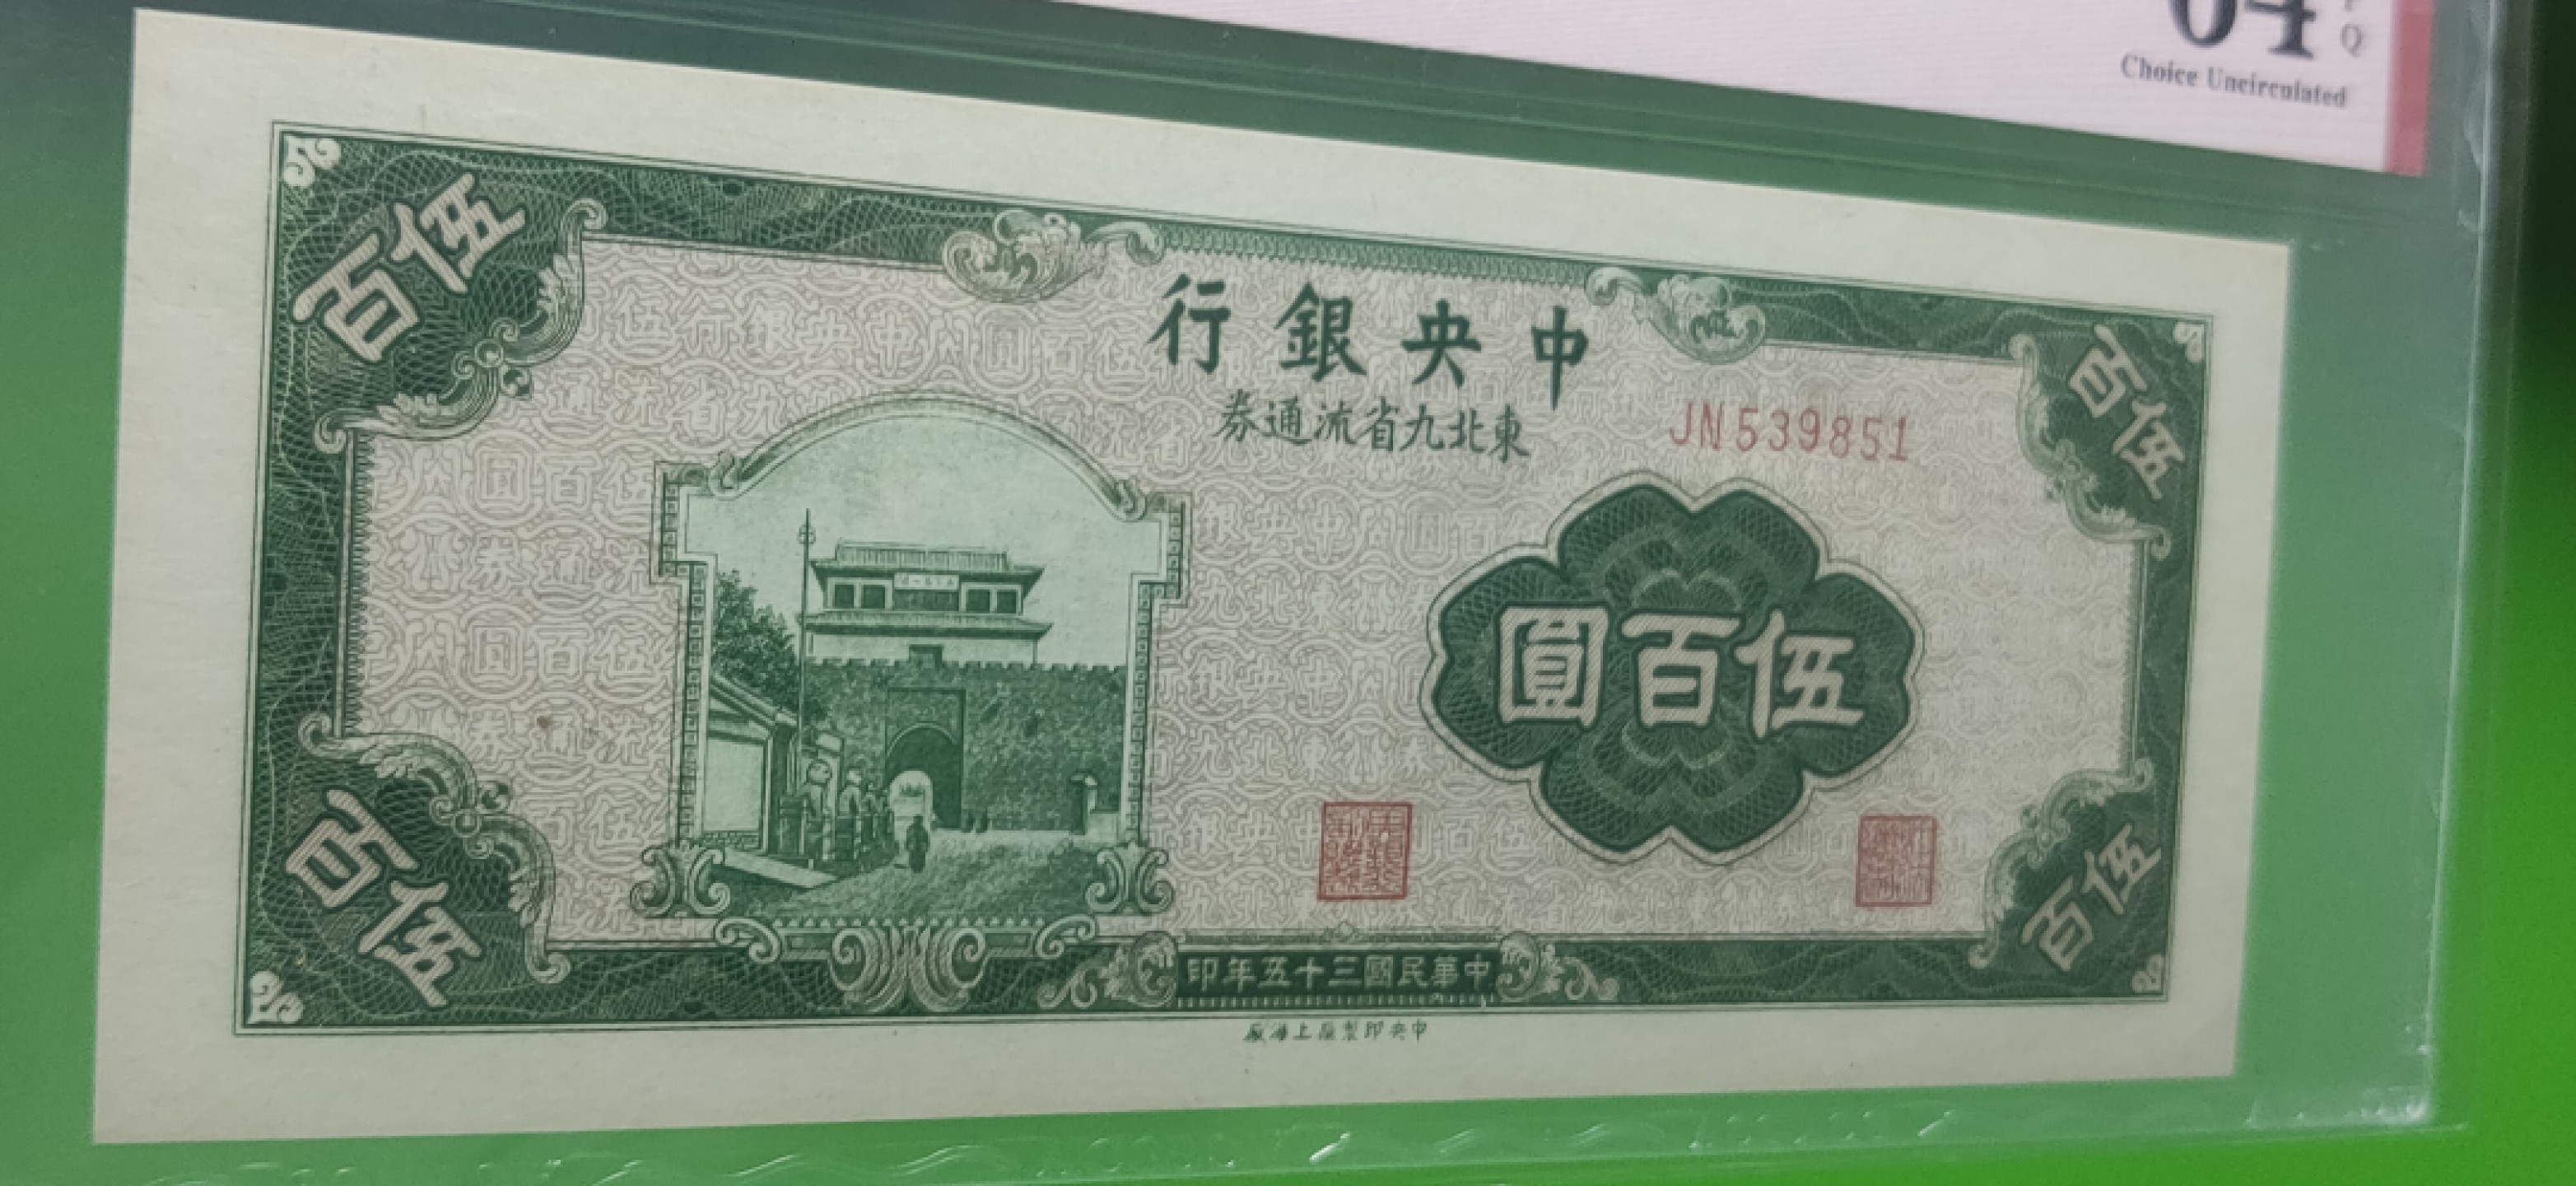 64
PQ
Choice Uncirculated
伍百
百伍
中央銀行
東北九省流通券
JN539851
伍百圓
百伍
伍百
中華民國三十五年印
中央印製廠上海廠